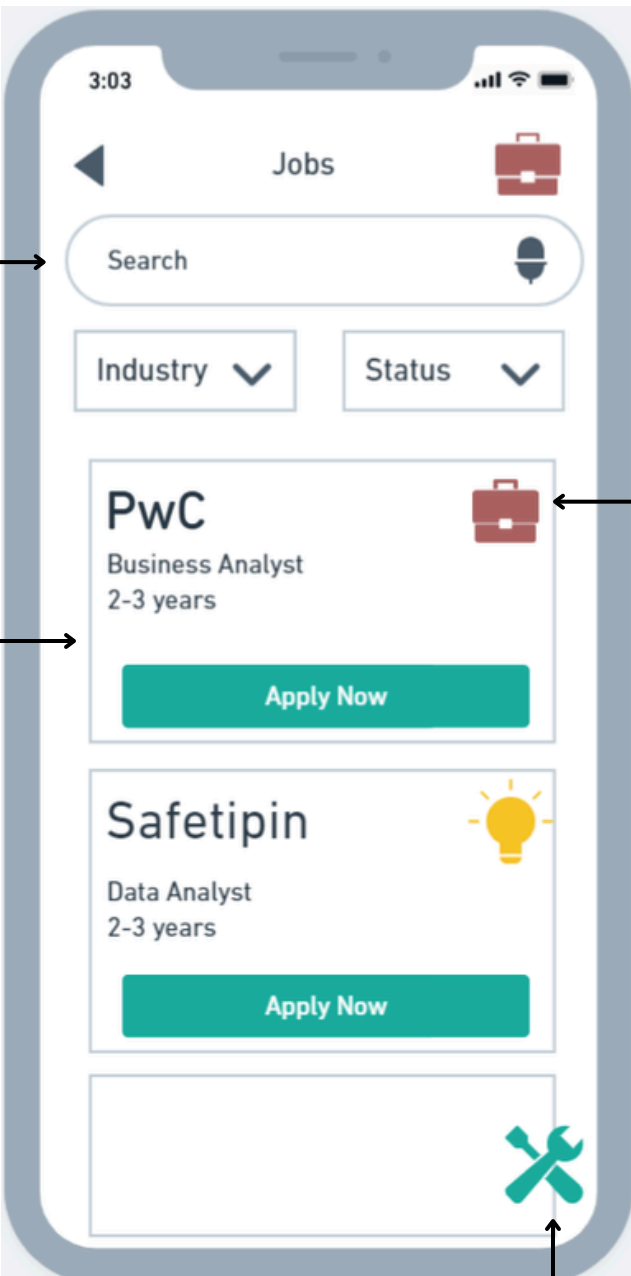 3:03
Jobs
Search
Industry
Status
PwC
Business Analyst
2-3 years
Apply Now
Safetipin
Data Analyst
2-3 years
Apply Now